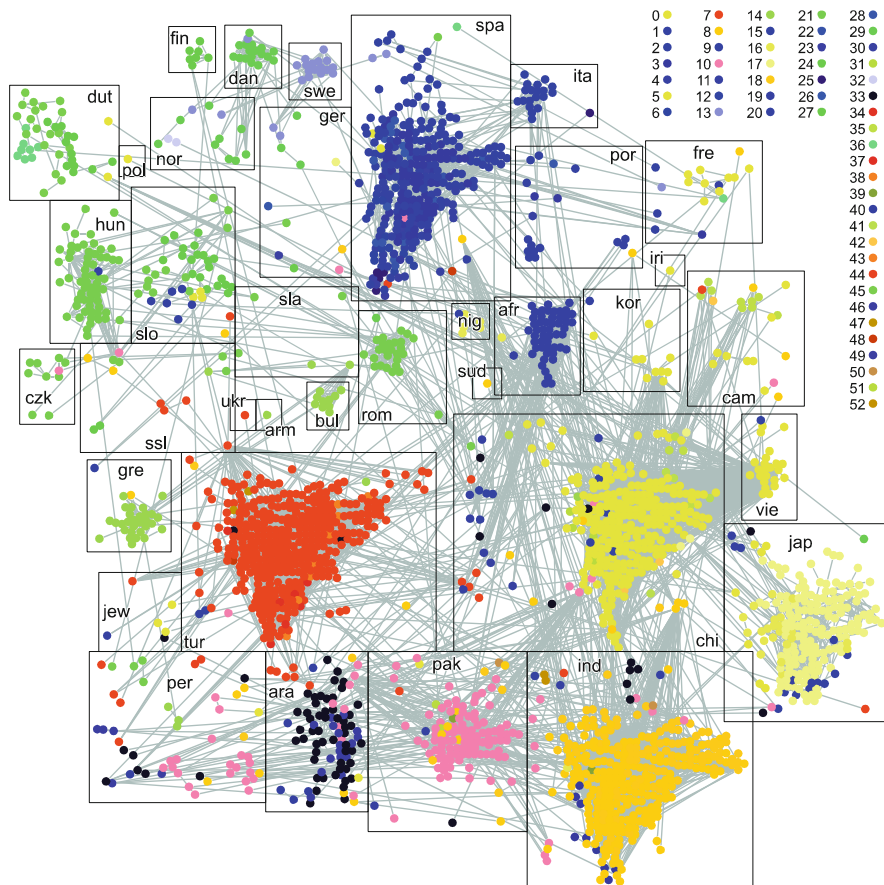 0 7 14 21 28
1 8 15 22 29
2 9 16 23 30
3 10 17 24 31
4 11 18 25 32
5 12 19 26 33
6 13 20 27 34
35
36
37
38
39
40
41
42
43
44
45
46
47
48
49
50
51
52
fin
dan
swe
spa
ita
dut
nor
ger
pol
por
fre
hun
iri
sla
slo
nig
afr
kor
czk
ssl
ukr
arm
bul
rom
sud
cam
gre
vie
jap
jew
tur
chi
per
ara
pak
ind